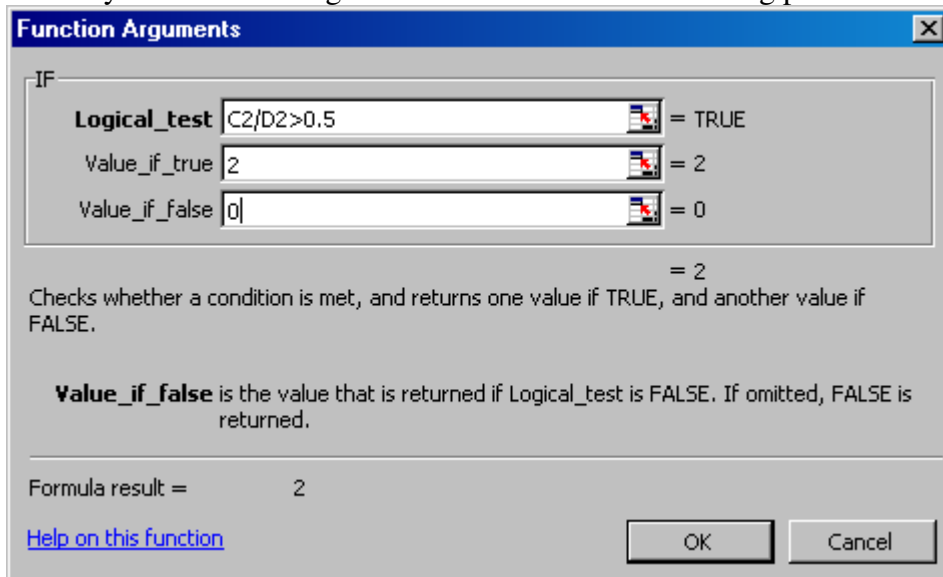 Function Arguments
IF
Logical_test C2/D2>0.5 = TRUE
Value_if_true 2 = 2
Value_if_false 0 = 0
= 2
Checks whether a condition is met, and returns one value if TRUE, and another value if
FALSE.
Value_if_false is the value that is returned if Logical_test is FALSE. If omitted, FALSE is
returned.
Formula result = 2
Help on this function
OK Cancel